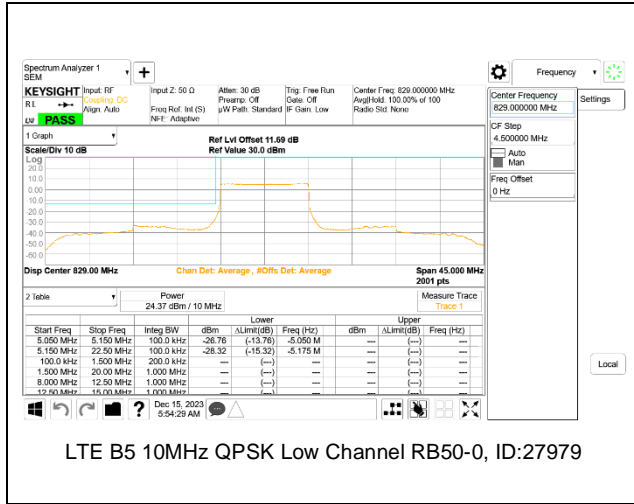 Spectrum Analyzer 1
SEM
Frequency
KEYSIGHT
Input: RF
Coupling: DC
Align: Auto
Input Z: 50 Ω
Freq Ref: Int (S)
NFE: Adaptive
Atten: 30 dB
Preamp: Off
µW Path: Standard
Trig: Free Run
Gate: Off
IF Gain: Low
Center Freq: 829.000000 MHz
Avg|Hold: 100.00% of 100
Radio Std: None
PASS
Center Frequency
829.000000 MHz
Settings
CF Step
4.500000 MHz
Auto
Man
Freq Offset
0 Hz
1 Graph
Scale/Div 10 dB
Ref Lvl Offset 11.69 dB
Ref Value 30.0 dBm
Log
20.0
10.0
0.00
-10.0
-20.0
-30.0
-40.0
-50.0
-60.0
Disp Center 829.00 MHz
Chan Det: Average , #Offs Det: Average
Span 45.000 MHz
2001 pts
2 Table
Power
24.37 dBm / 10 MHz
Measure Trace
Trace 1
Lower Upper
Start Freq Stop Freq Integ BW dBm ΔLimit(dB) Freq (Hz) dBm ΔLimit(dB) Freq (Hz)
5.050 MHz 5.150 MHz 100.0 kHz -26.76 (-13.76) -5.050 M --- (---) ---
5.150 MHz 22.50 MHz 100.0 kHz -28.32 (-15.32) -5.175 M --- (---) ---
100.0 kHz 1.500 MHz 200.0 kHz --- (---) --- --- (---) ---
1.500 MHz 20.00 MHz 1.000 MHz --- (---) --- --- (---) ---
8.000 MHz 12.50 MHz 1.000 MHz --- (---) --- --- (---) ---
12.50 MHz 15.00 MHz 1.000 MHz --- (---) --- --- (---) ---
Local
Dec 15, 2023
5:54:29 AM
LTE B5 10MHz QPSK Low Channel RB50-0, ID:27979